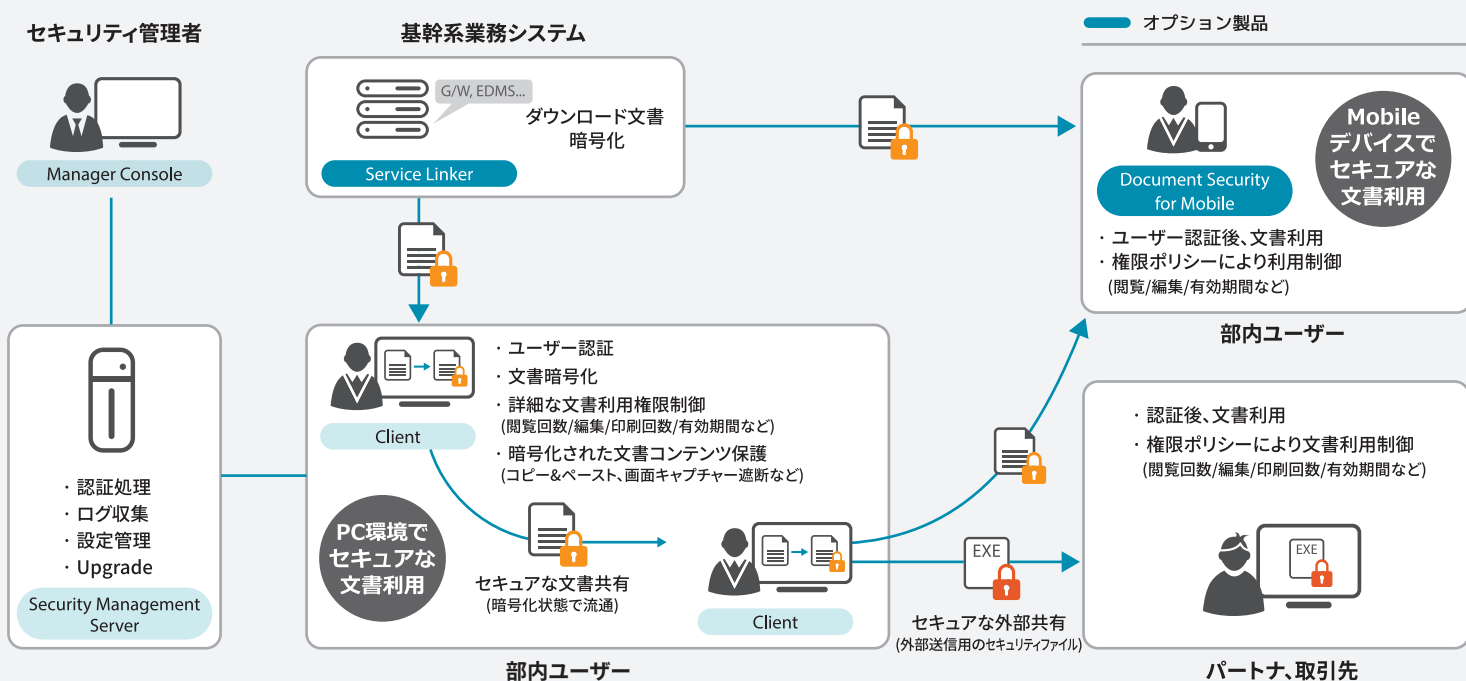 オプション製品
セキュリティ管理者
Manager Console
基幹系業務システム
G/W, EDMS...
ダウンロード文書
暗号化
Service Linker
Mobile
デバイスで
セキュアな
文書利用
Document Security
for Mobile
・ユーザー認証後、文書利用
・権限ポリシーにより利用制御
(閲覧/編集/有効期間など)
部内ユーザー
・認証処理
・ログ収集
・設定管理
・Upgrade
Security Management
Server
Client
・ユーザー認証
・文書暗号化
・詳細な文書利用権限制御
(閲覧回数/編集/印刷回数/有効期間など)
・暗号化された文書コンテンツ保護
(コピー&ペースト、画面キャプチャー遮断など)
PC環境で
セキュアな
文書利用
セキュアな文書共有
(暗号化状態で流通)
Client
部内ユーザー
EXE
セキュアな外部共有
(外部送信用のセキュリティファイル)
・認証後、文書利用
・権限ポリシーにより文書利用制御
(閲覧回数/編集/印刷回数/有効期間など)
EXE
パートナ、取引先